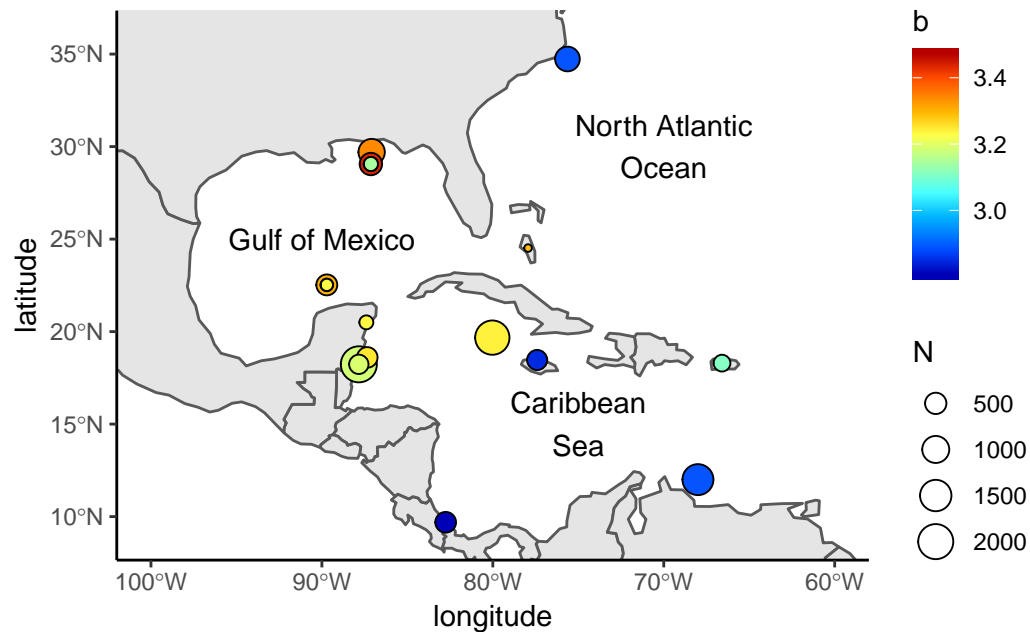 35°N
30°N
25°N
20°N
15°N
10°N
latitude
100°W
90°W
80°W
70°W
60°W
longitude
North Atlantic
Ocean
Gulf of Mexico
Caribbean
Sea
b
3.4
3.2
3.0
N
500
1000
1500
2000